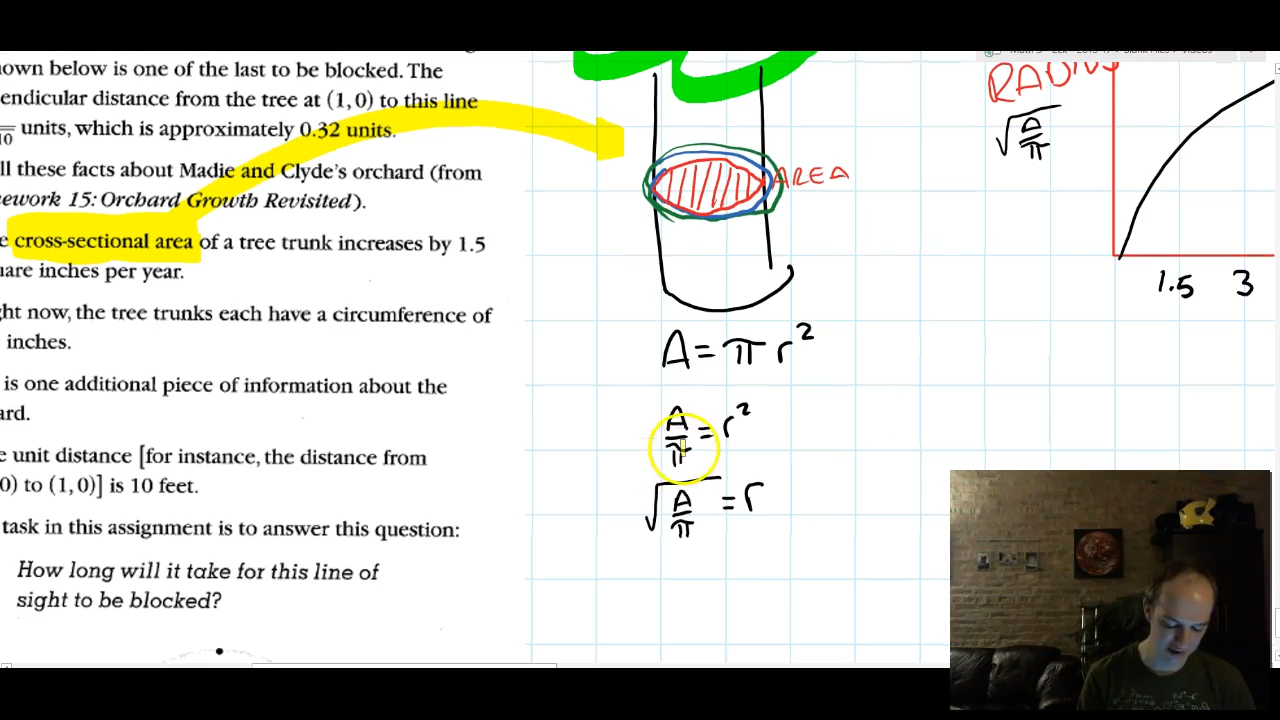 own below is one of the last to be blocked. The
endicular distance from the tree at (1, 0) to this line
10 units, which is approximately 0.32 units.
ll these facts about Madie and Clyde's orchard (from
ework 15: Orchard Growth Revisited).
e cross-sectional area of a tree trunk increases by 1.5
uare inches per year.
ht now, the tree trunks each have a circumference of
inches.
is one additional piece of information about the
ard.
e unit distance [for instance, the distance from
0) to (1, 0)] is 10 feet.
task in this assignment is to answer this question:
How long will it take for this line of
sight to be blocked?
AREA
A = π r²
A/π = r²
√(A/π) = r
RADIUS
√(A/π)
1.5 3